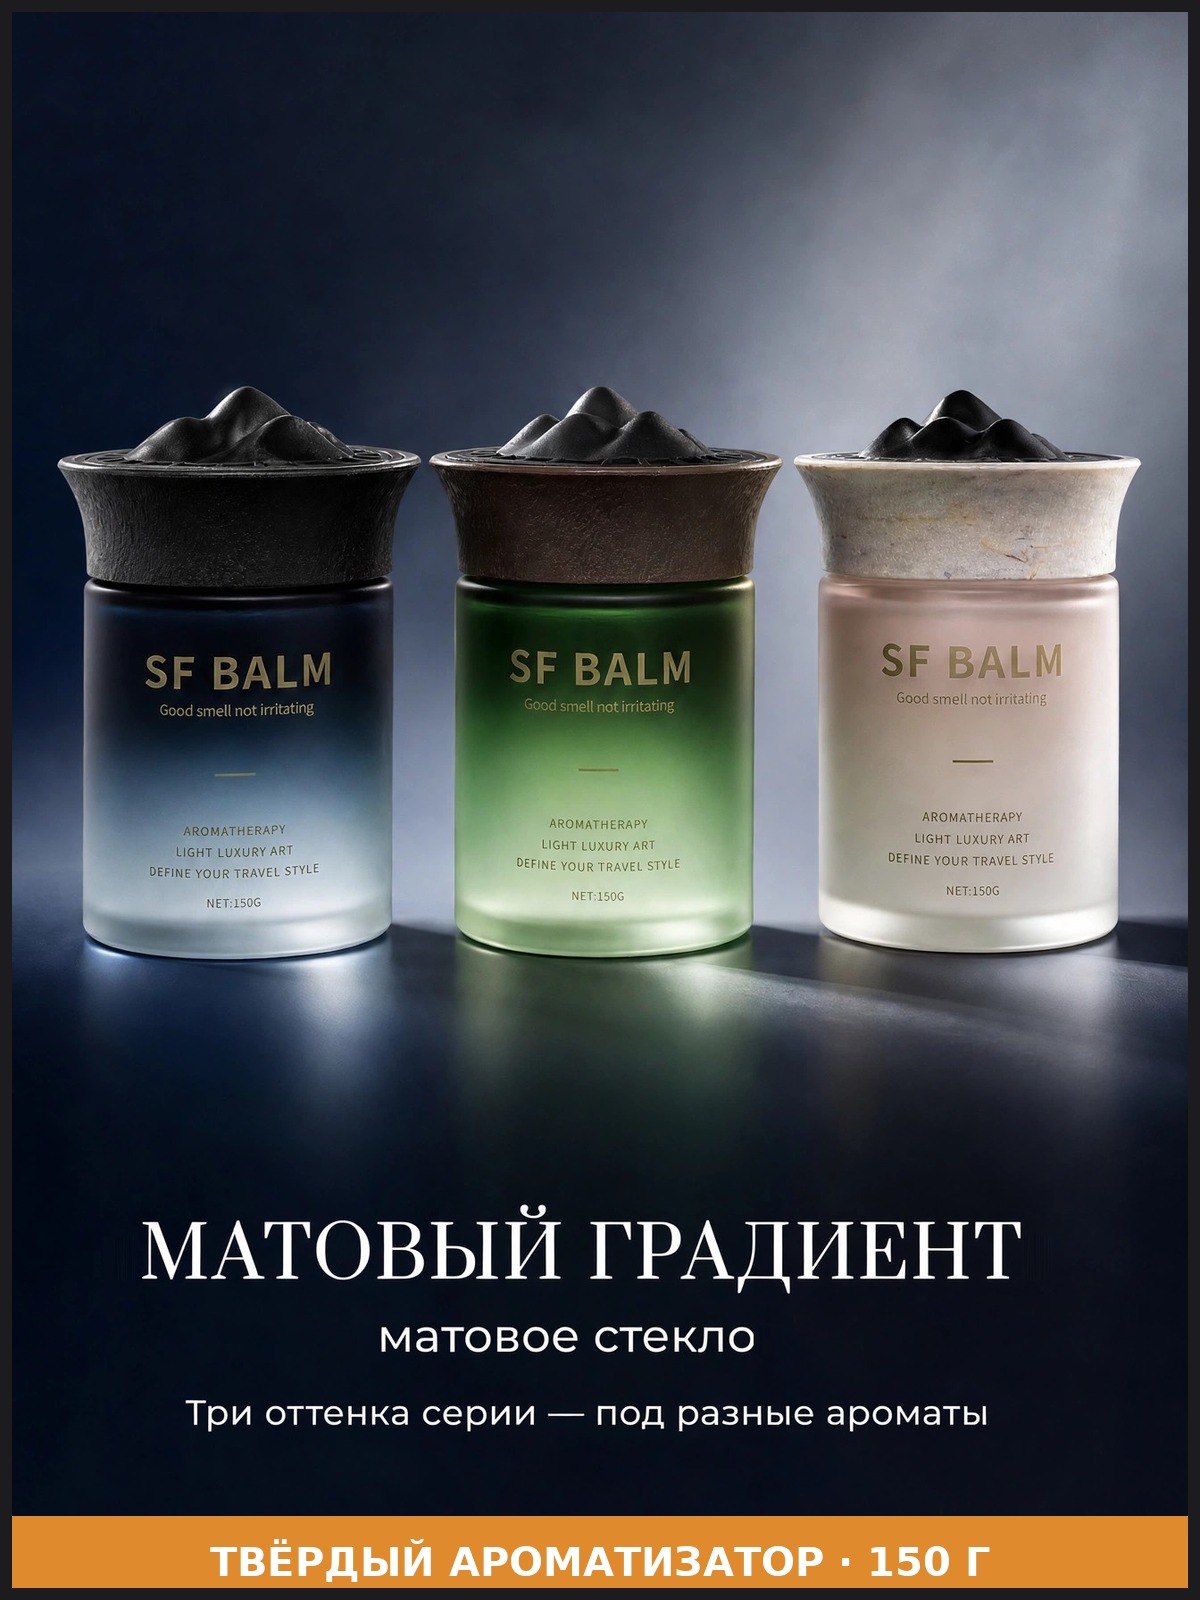 SF BALM
Good smell not irritating
AROMATHERAPY
LIGHT LUXURY ART
DEFINE YOUR TRAVEL STYLE
NET:150G
SF BALM
Good smell not irritating
AROMATHERAPY
LIGHT LUXURY ART
DEFINE YOUR TRAVEL STYLE
NET:150G
SF BALM
Good smell not irritating
AROMATHERAPY
LIGHT LUXURY ART
DEFINE YOUR TRAVEL STYLE
NET:150G
МАТОВЫЙ ГРАДИЕНТ
матовое стекло
Три оттенка серии — под разные ароматы
ТВЁРДЫЙ АРОМАТИЗАТОР · 150 Г